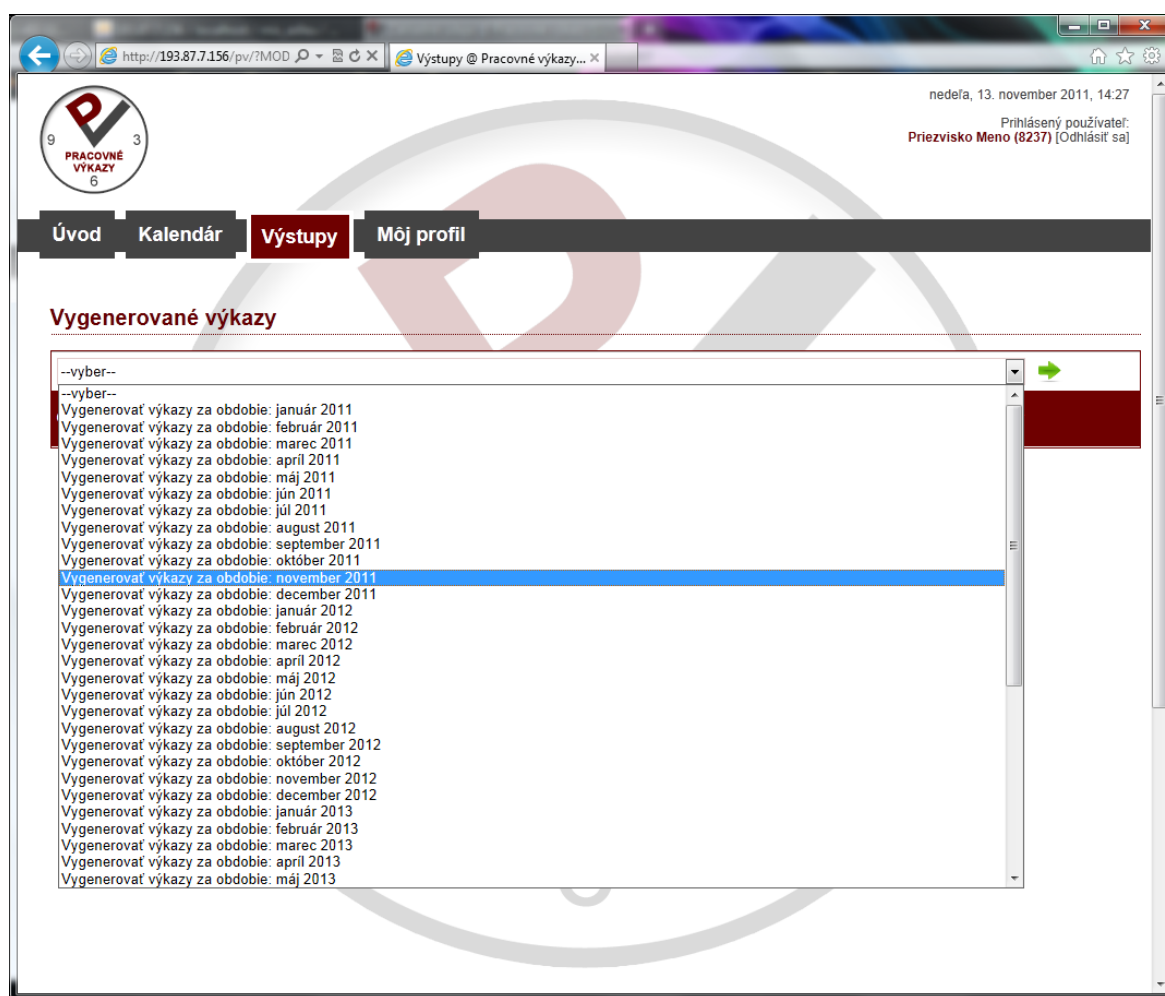 http://193.87.7.156/pv/?MOD
Výstupy @ Pracovné výkazy...
nedeľa, 13. november 2011, 14:27
Prihlásený používateľ:
Priezvisko Meno (8237) [Odhlásiť sa]
9 3
PRACOVNÉ
VÝKAZY
6
Úvod Kalendár Výstupy Môj profil
Vygenerované výkazy
--vyber--
--vyber--
Vygenerovať výkazy za obdobie: január 2011
Vygenerovať výkazy za obdobie: február 2011
Vygenerovať výkazy za obdobie: marec 2011
Vygenerovať výkazy za obdobie: apríl 2011
Vygenerovať výkazy za obdobie: máj 2011
Vygenerovať výkazy za obdobie: jún 2011
Vygenerovať výkazy za obdobie: júl 2011
Vygenerovať výkazy za obdobie: august 2011
Vygenerovať výkazy za obdobie: september 2011
Vygenerovať výkazy za obdobie: október 2011
Vygenerovať výkazy za obdobie: november 2011
Vygenerovať výkazy za obdobie: december 2011
Vygenerovať výkazy za obdobie: január 2012
Vygenerovať výkazy za obdobie: február 2012
Vygenerovať výkazy za obdobie: marec 2012
Vygenerovať výkazy za obdobie: apríl 2012
Vygenerovať výkazy za obdobie: máj 2012
Vygenerovať výkazy za obdobie: jún 2012
Vygenerovať výkazy za obdobie: júl 2012
Vygenerovať výkazy za obdobie: august 2012
Vygenerovať výkazy za obdobie: september 2012
Vygenerovať výkazy za obdobie: október 2012
Vygenerovať výkazy za obdobie: november 2012
Vygenerovať výkazy za obdobie: december 2012
Vygenerovať výkazy za obdobie: január 2013
Vygenerovať výkazy za obdobie: február 2013
Vygenerovať výkazy za obdobie: marec 2013
Vygenerovať výkazy za obdobie: apríl 2013
Vygenerovať výkazy za obdobie: máj 2013